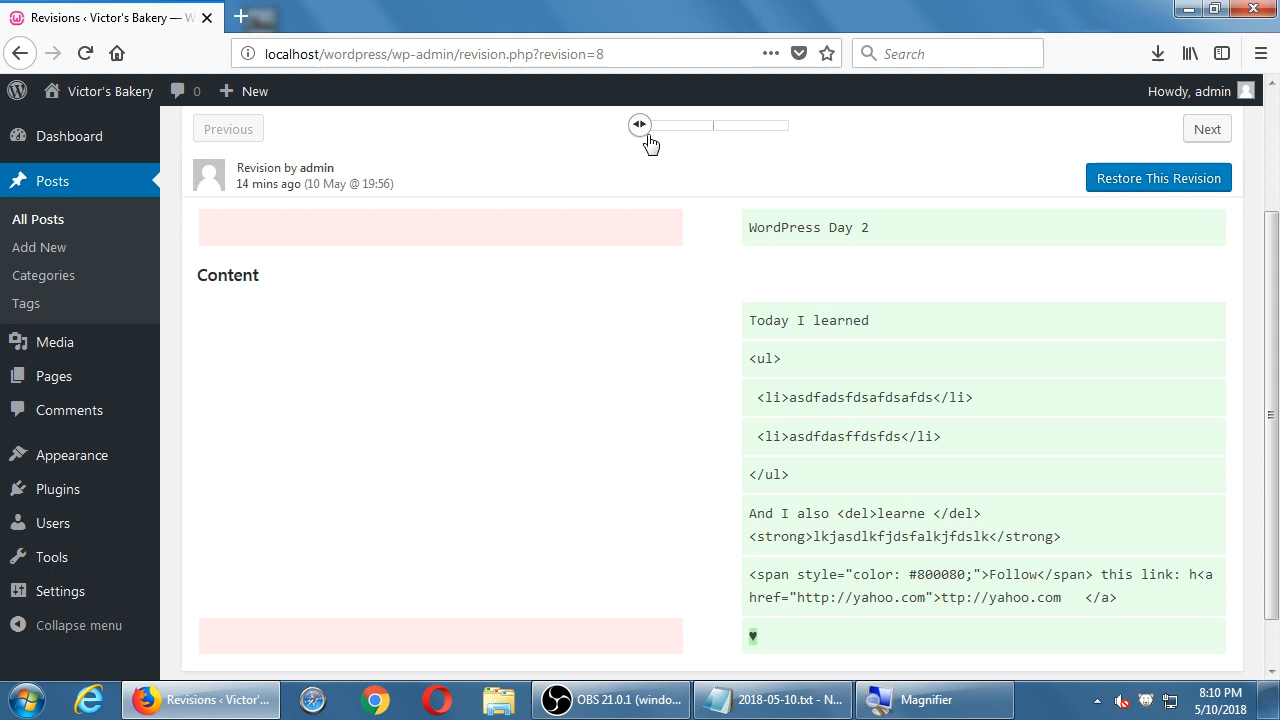 Revisions ‹ Victor's Bakery — W
localhost/wordpress/wp-admin/revision.php?revision=8
Search
Victor's Bakery
0
New
Howdy, admin
Dashboard
Posts
All Posts
Add New
Categories
Tags
Media
Pages
Comments
Appearance
Plugins
Users
Tools
Settings
Collapse menu
Previous
Next
Revision by admin
14 mins ago (10 May @ 19:56)
Restore This Revision
WordPress Day 2
Content
Today I learned
<ul>
<li>asdfadsfdsafdsafds</li>
<li>asdfdasffdsfds</li>
</ul>
And I also <del>learne </del>
<strong>lkjasdlkfjdsfalkjfdslk</strong>
<span style="color: #800080;">Follow</span> this link: h<a
href="http://yahoo.com">ttp://yahoo.com   </a>
♥
Revisions ‹ Victor'...
OBS 21.0.1 (windo...
2018-05-10.txt - N...
Magnifier
8:10 PM
5/10/2018